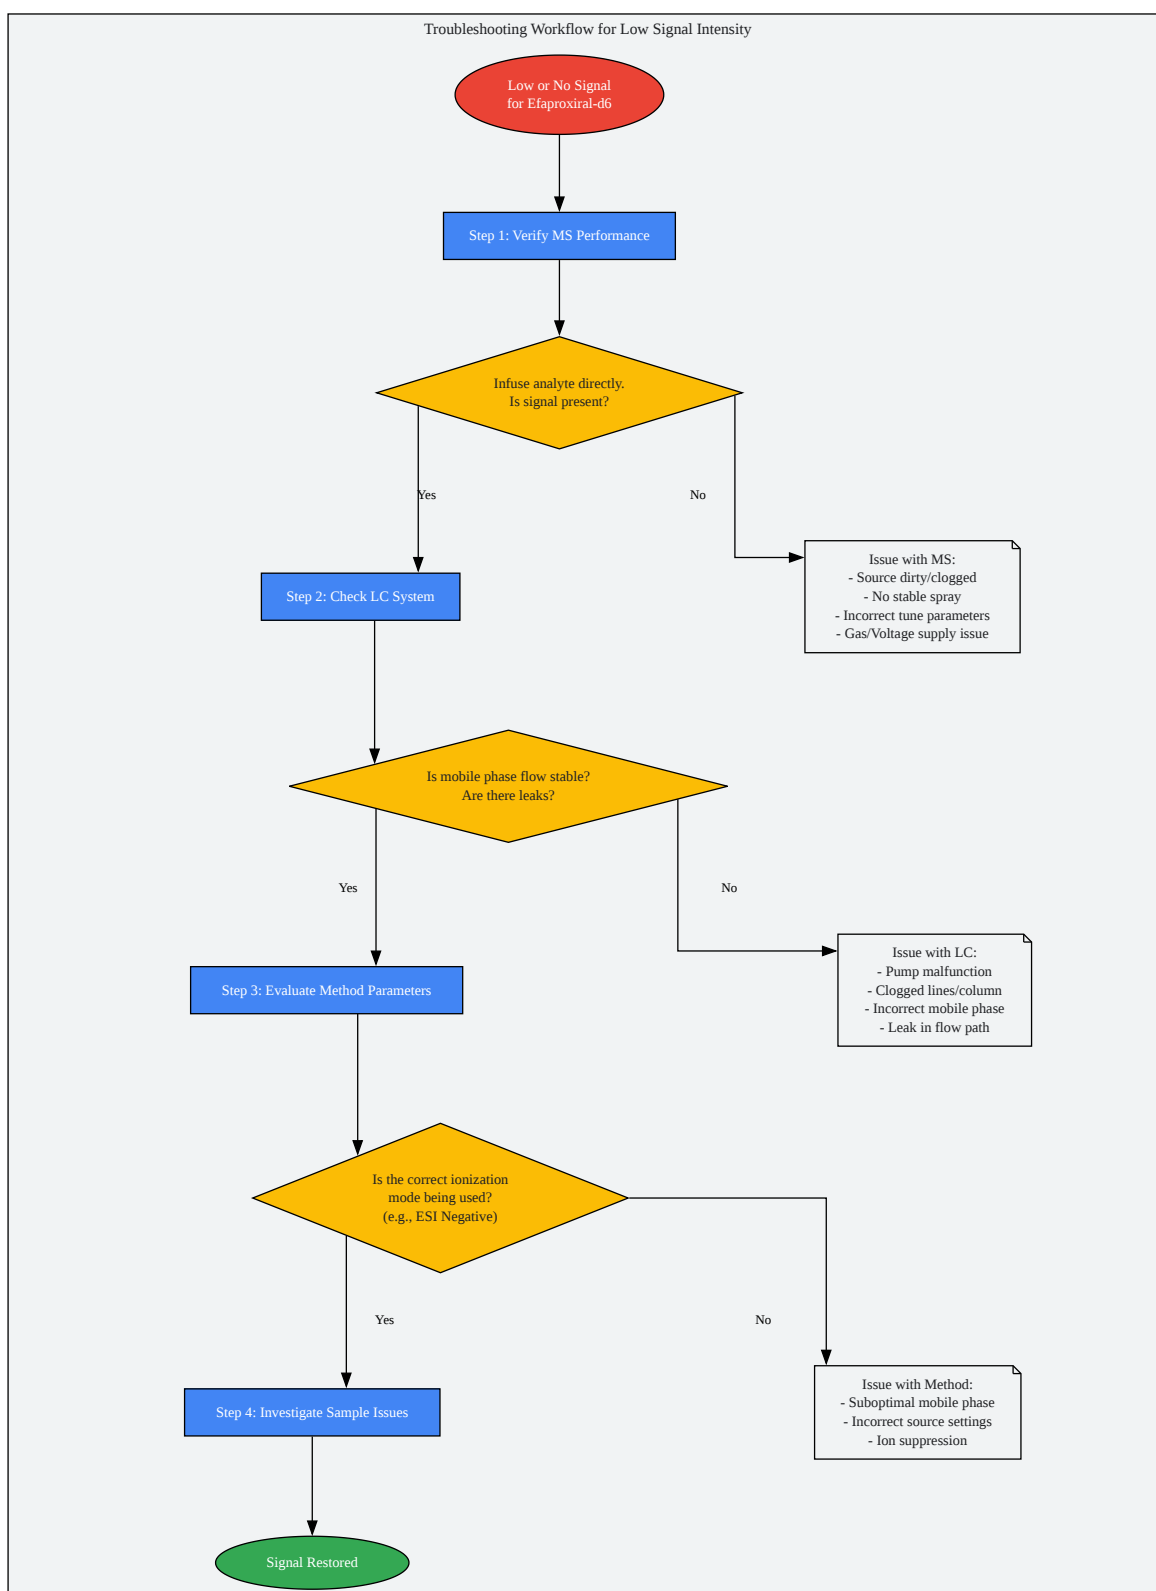 Troubleshooting Workflow for Low Signal Intensity
Low or No Signal
for Efaproxiral-d6
Step 1: Verify MS Performance
Infuse analyte directly.
Is signal present?
Yes
No
Issue with MS:
- Source dirty/clogged
- No stable spray
- Incorrect tune parameters
- Gas/Voltage supply issue
Step 2: Check LC System
Is mobile phase flow stable?
Are there leaks?
Yes
No
Issue with LC:
- Pump malfunction
- Clogged lines/column
- Incorrect mobile phase
- Leak in flow path
Step 3: Evaluate Method Parameters
Is the correct ionization
mode being used?
(e.g., ESI Negative)
Yes
No
Issue with Method:
- Suboptimal mobile phase
- Incorrect source settings
- Ion suppression
Step 4: Investigate Sample Issues
Signal Restored